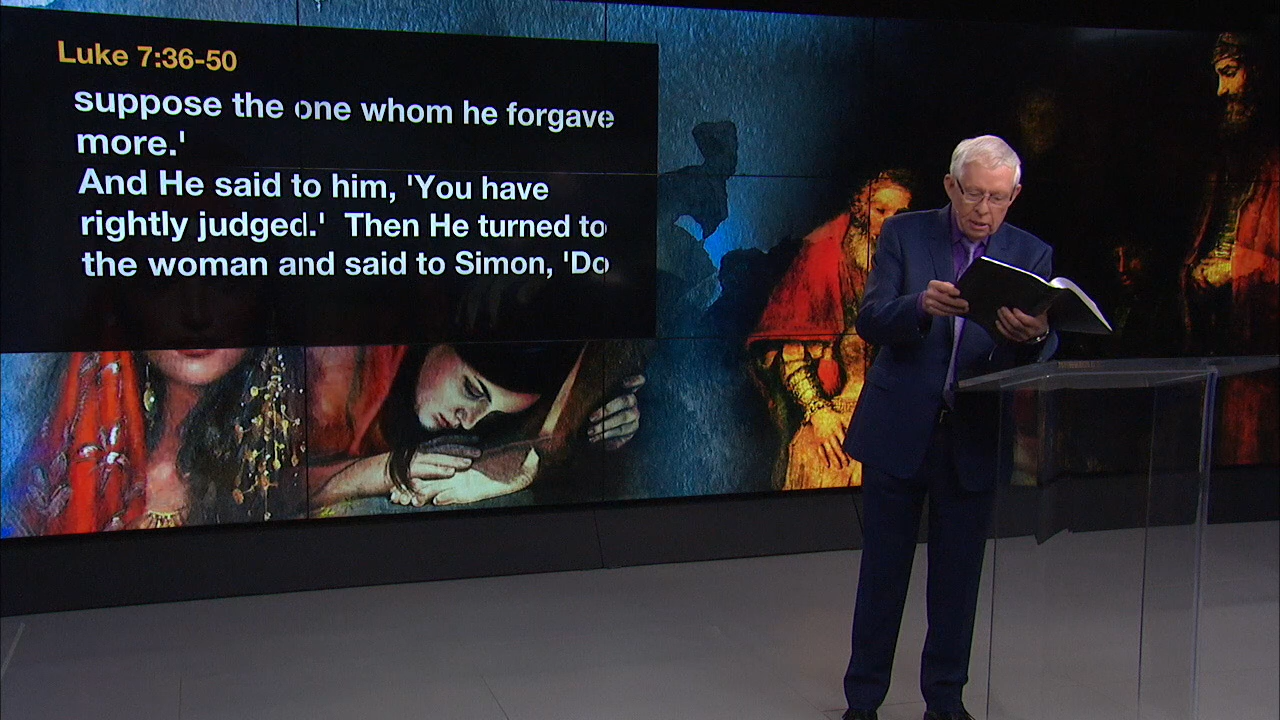 Luke 7:36-50
suppose the one whom he forgave
more.'
And He said to him, 'You have
rightly judged.' Then He turned to
the woman and said to Simon, 'Do